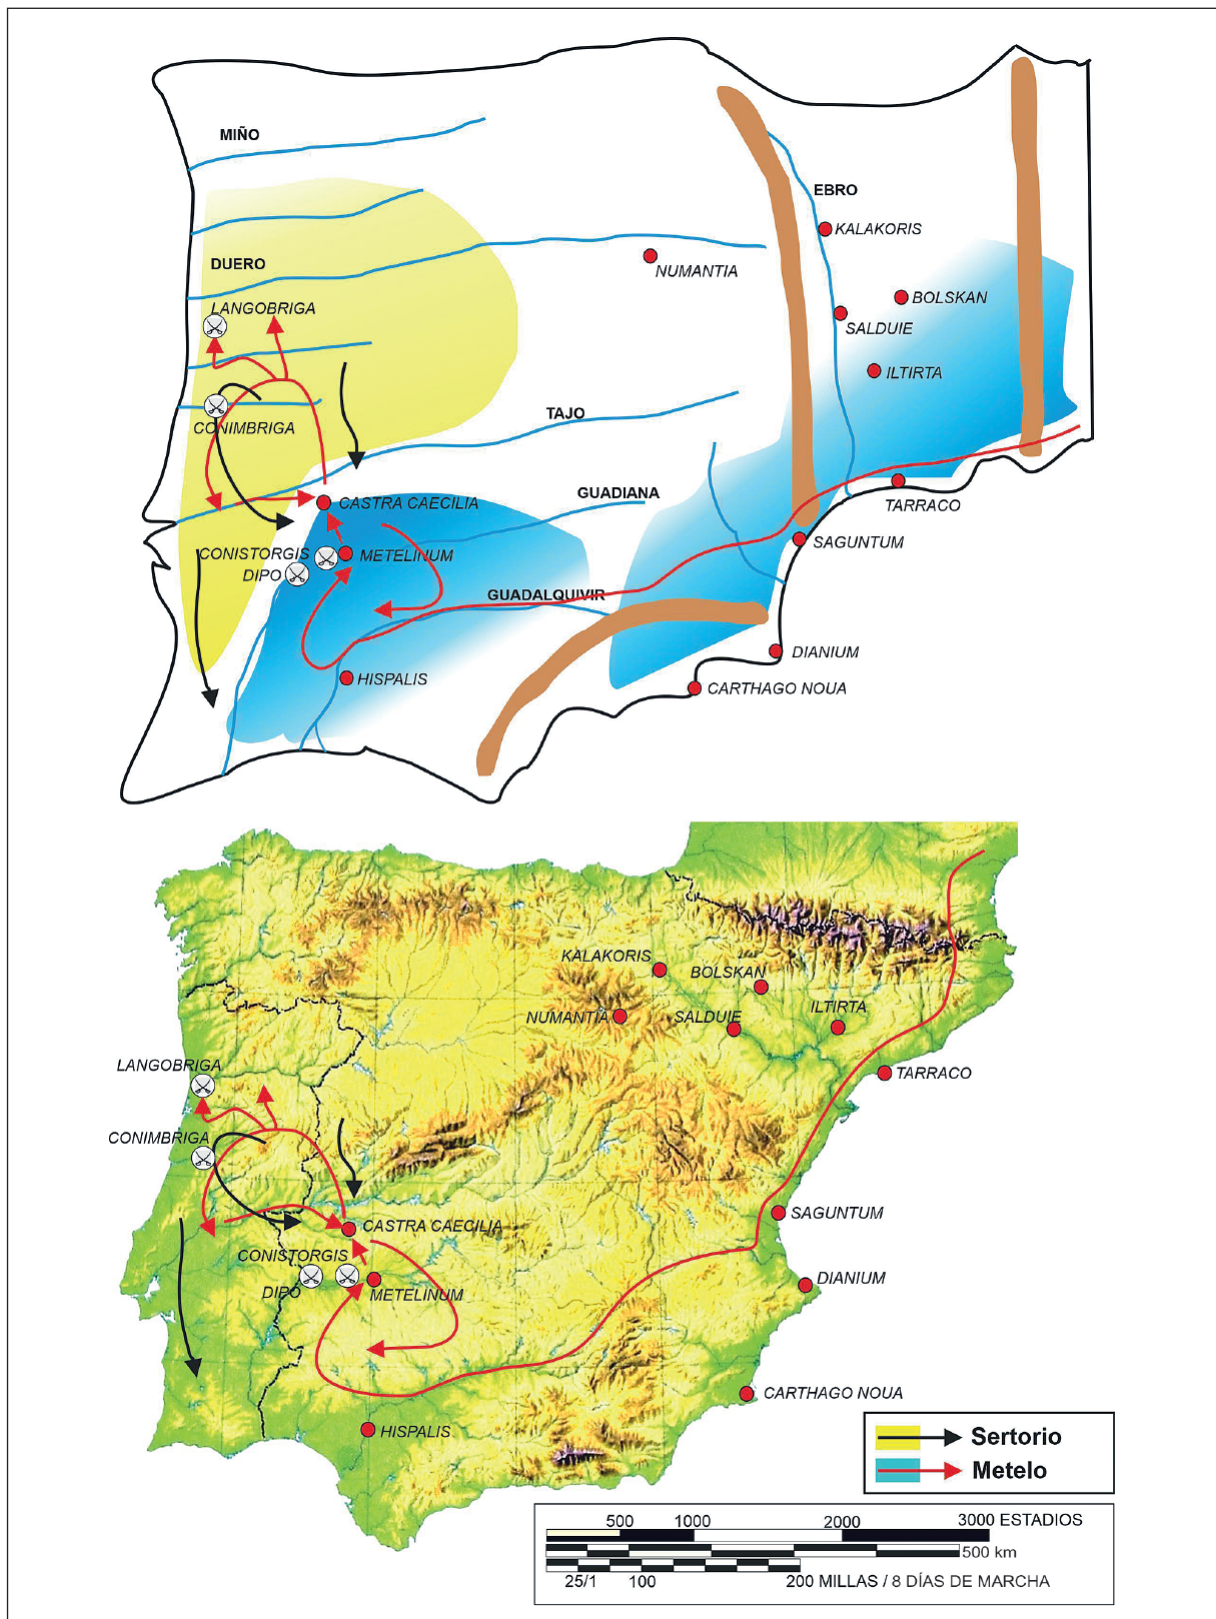 MIÑO
EBRO
KALAKORIS
DUERO
NUMANTIA
LANGOBRIGA
BOLSKAN
SALDUIE
ILTIRTA
TAJO
CONIMBRIGA
GUADIANA
CASTRA CAECILIA
TARRACO
SAGUNTUM
CONISTORGIS
METELINUM
DIPO
GUADALQUIVIR
DIANIUM
HISPALIS
CARTHAGO NOUA
KALAKORIS
BOLSKAN
ILTIRTA
NUMANTIA
SALDUIE
LANGOBRIGA
TARRACO
CONIMBRIGA
SAGUNTUM
CASTRA CAECILIA
CONISTORGIS
DIANIUM
DIPO
METELINUM
CARTHAGO NOUA
HISPALIS
Sertorio
Metelo
500 1000 2000 3000 ESTADIOS
500 km
25/1 100 200 MILLAS / 8 DÍAS DE MARCHA